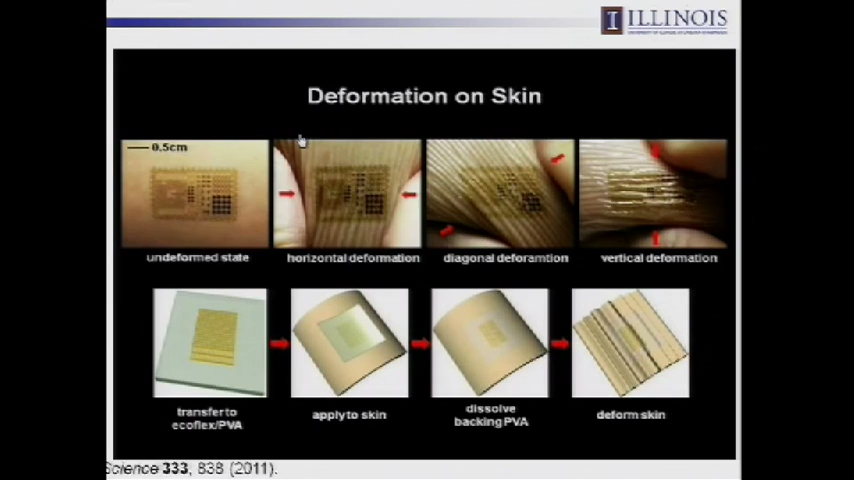 ILLINOIS
Deformation on Skin
0.5cm
undeformed state
horizontal deformation
diagonal deforamtion
vertical deformation
transfer to
ecoflex/PVA
apply to skin
dissolve
backing PVA
deform skin
Science 333, 838 (2011).